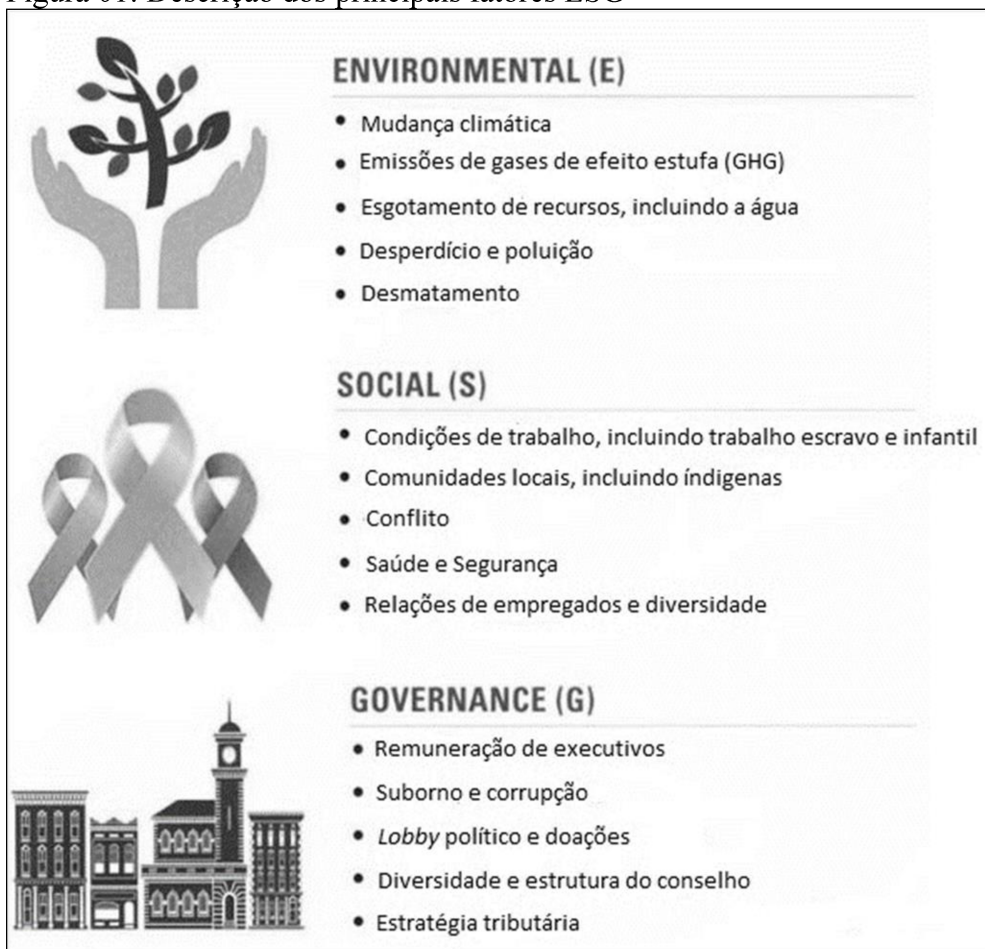 Figura 01: Descrição dos principais fatores ESG
ENVIRONMENTAL (E)
• Mudança climática
• Emissões de gases de efeito estufa (GHG)
• Esgotamento de recursos, incluindo a água
• Desperdício e poluição
• Desmatamento
SOCIAL (S)
• Condições de trabalho, incluindo trabalho escravo e infantil
• Comunidades locais, incluindo índigenas
• Conflito
• Saúde e Segurança
• Relações de empregados e diversidade
GOVERNANCE (G)
• Remuneração de executivos
• Suborno e corrupção
• Lobby político e doações
• Diversidade e estrutura do conselho
• Estratégia tributária